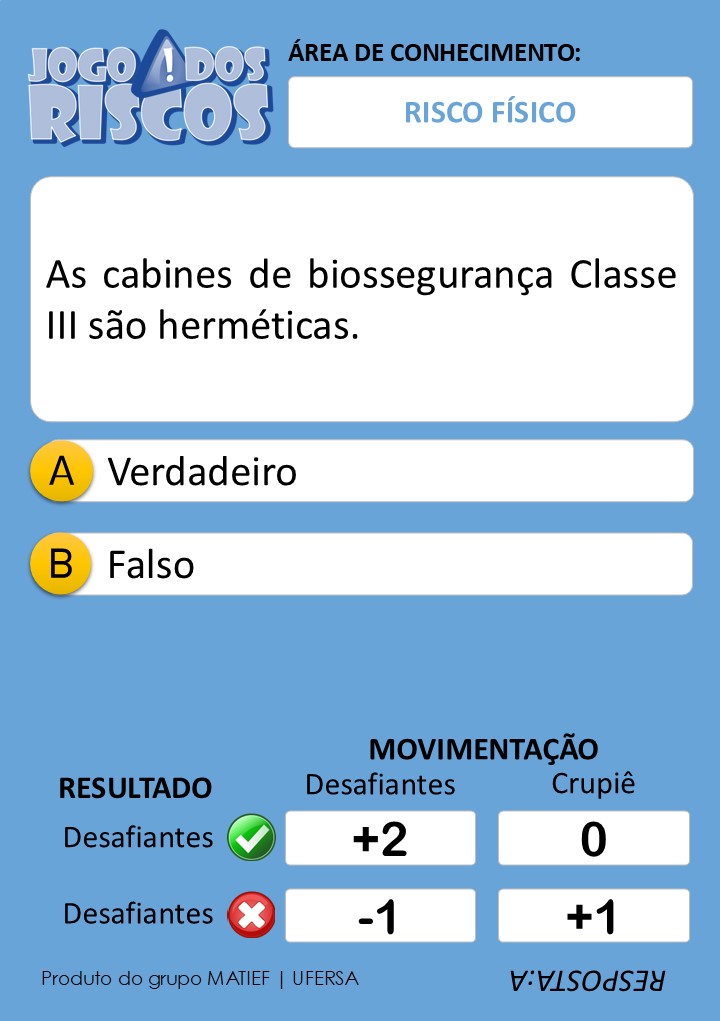 JOGO DOS
RISCOS
ÁREA DE CONHECIMENTO:
RISCO FÍSICO
As cabines de biossegurança Classe
III são herméticas.
A Verdadeiro
B Falso
MOVIMENTAÇÃO
RESULTADO Desafiantes Crupiê
Desafiantes +2 0
Desafiantes -1 +1
Produto do grupo MATIEF | UFERSA RESPOSTA:A